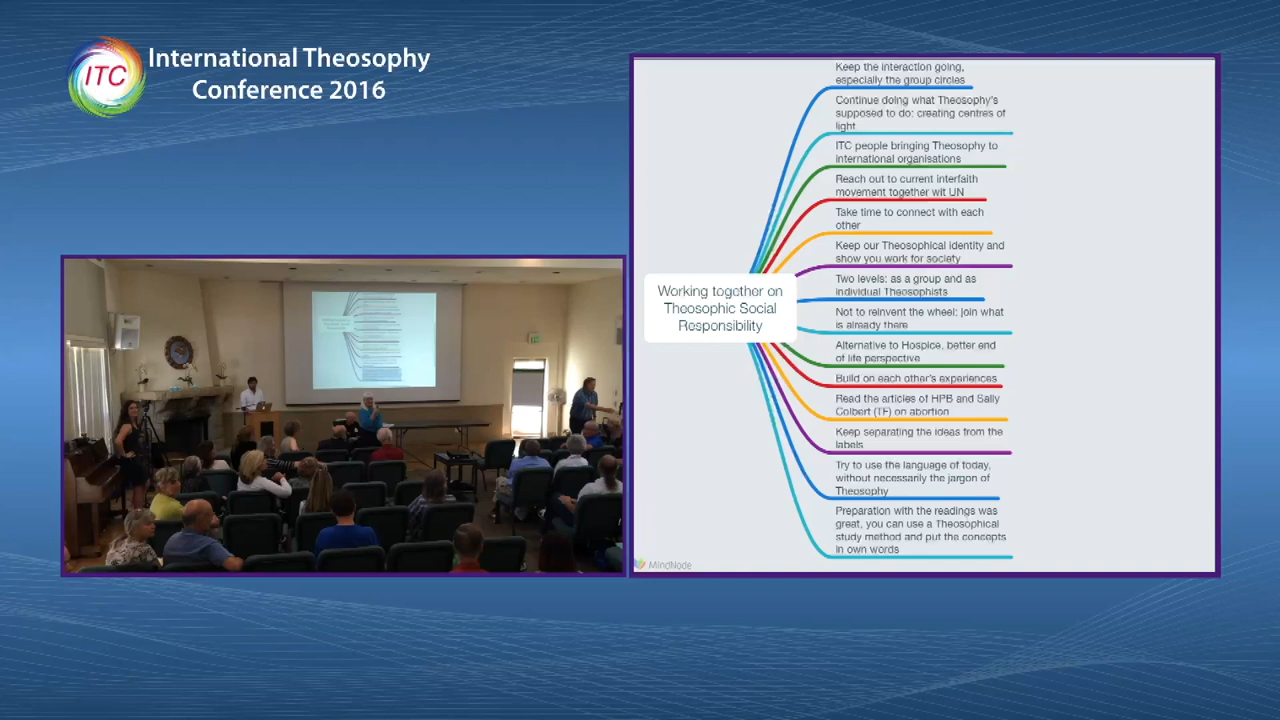 ITC
International Theosophy
Conference 2016
Working together on
Theosophic Social
Responsibility
Keep the interaction going,
especially the group circles
Continue doing what Theosophy's
supposed to do: creating centres of
light
ITC people bringing Theosophy to
international organisations
Reach out to current interfaith
movement together wit UN
Take time to connect with each
other
Keep our Theosophical identity and
show you work for society
Two levels: as a group and as
individual Theosophists
Not to reinvent the wheel: join what
is already there
Alternative to Hospice, better end
of life perspective
Build on each other's experiences
Read the articles of HPB and Sally
Colbert (TF) on abortion
Keep separating the ideas from the
labels
Try to use the language of today,
without necessarily the jargon of
Theosophy
Preparation with the readings was
great, you can use a Theosophical
study method and put the concepts
in own words
MindNode